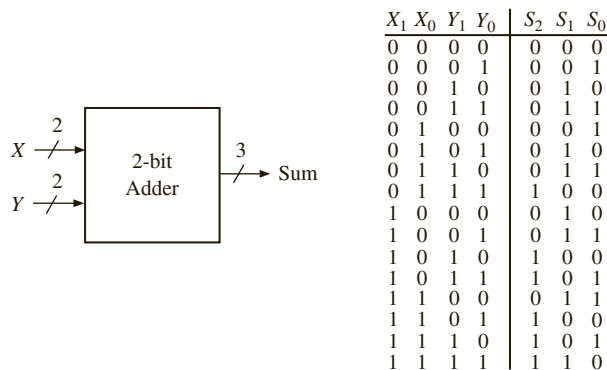 2
X
2
Y
2-bit
Adder
3
Sum
X₁ X₀ Y₁ Y₀ S₂ S₁ S₀
0 0 0 0 0 0 0
0 0 0 1 0 0 1
0 0 1 0 0 1 0
0 0 1 1 0 1 1
0 1 0 0 0 0 1
0 1 0 1 0 1 0
0 1 1 0 0 1 1
0 1 1 1 1 0 0
1 0 0 0 0 1 0
1 0 0 1 0 1 1
1 0 1 0 1 0 0
1 0 1 1 1 0 1
1 1 0 0 0 1 1
1 1 0 1 1 0 0
1 1 1 0 1 0 1
1 1 1 1 1 1 0